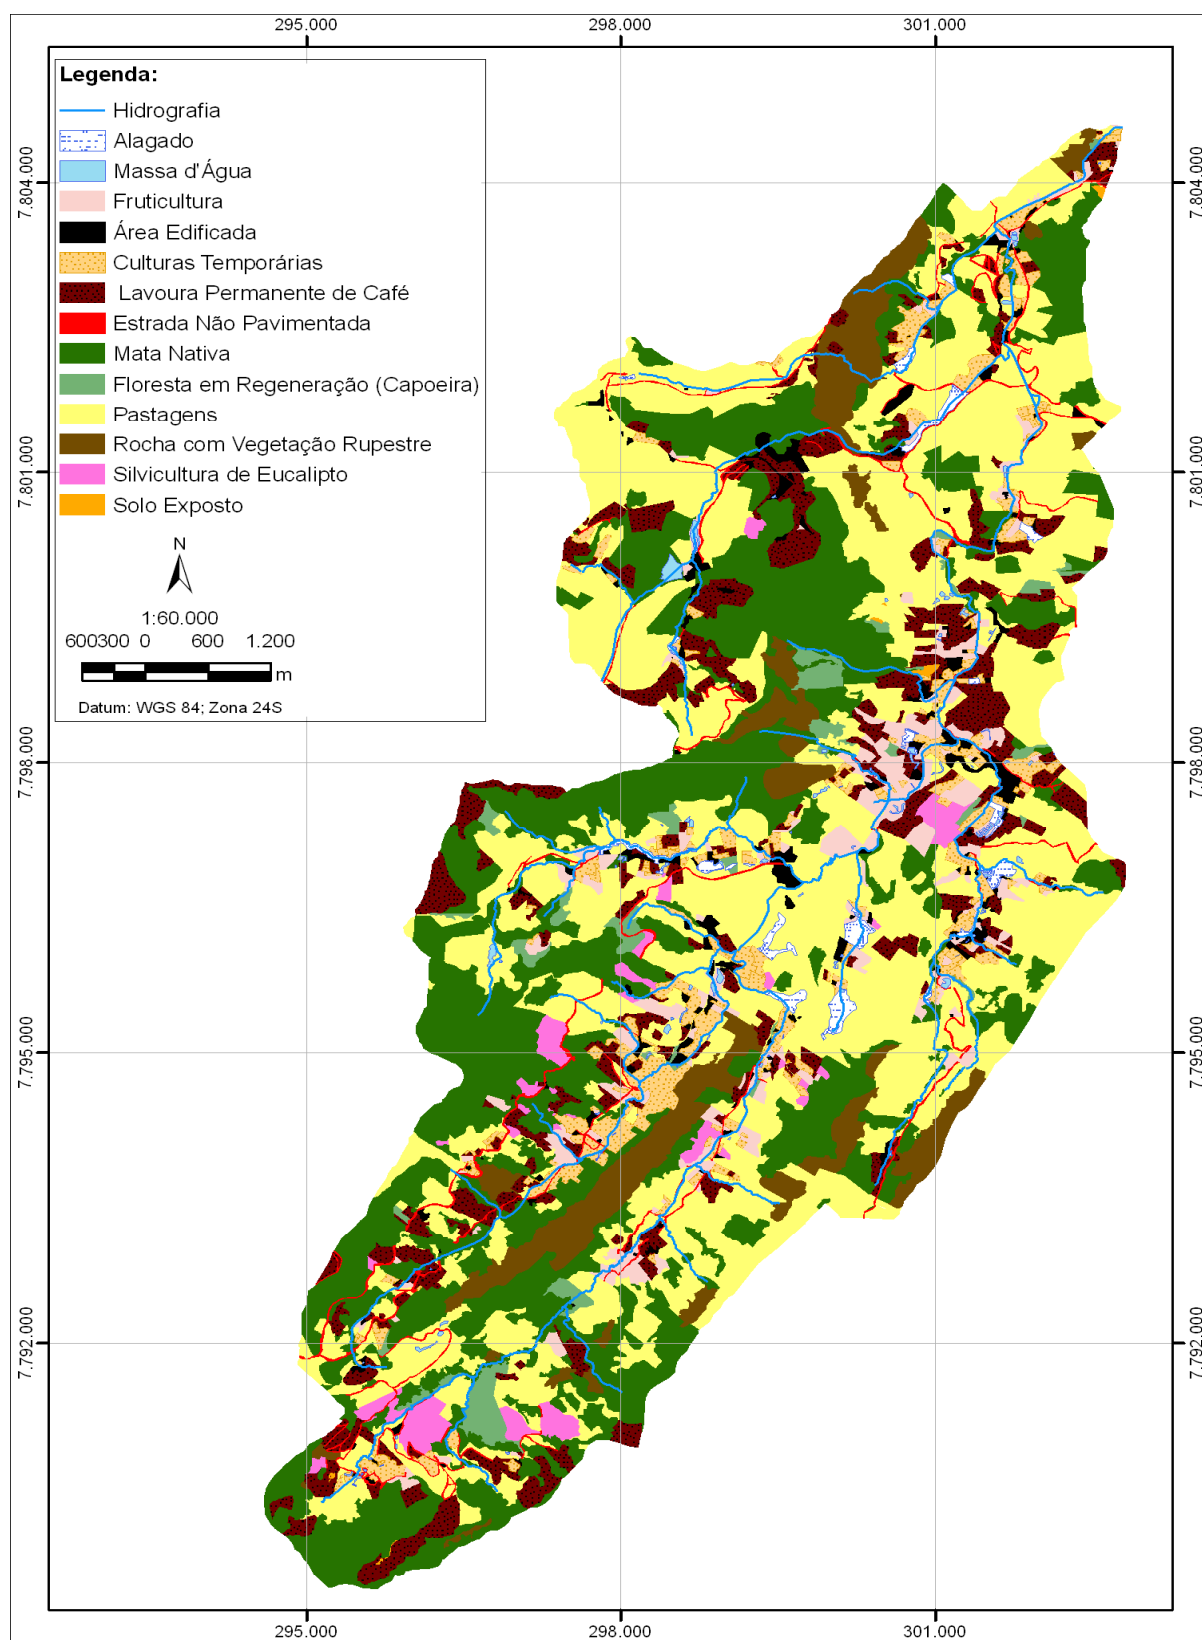 295.000 298.000 301.000
Legenda:
Hidrografia
Alagado
Massa d'Água
Fruticultura
Área Edificada
Culturas Temporárias
Lavoura Permanente de Café
Estrada Não Pavimentada
Mata Nativa
Floresta em Regeneração (Capoeira)
Pastagens
Rocha com Vegetação Rupestre
Silvicultura de Eucalipto
Solo Exposto
N
1:60.000
600300 0 600 1.200
m
Datum: WGS 84; Zona 24S
7.804.000 7.804.000
7.801.000 7.801.000
7.798.000 7.798.000
7.795.000 7.795.000
7.792.000 7.792.000
295.000 298.000 301.000